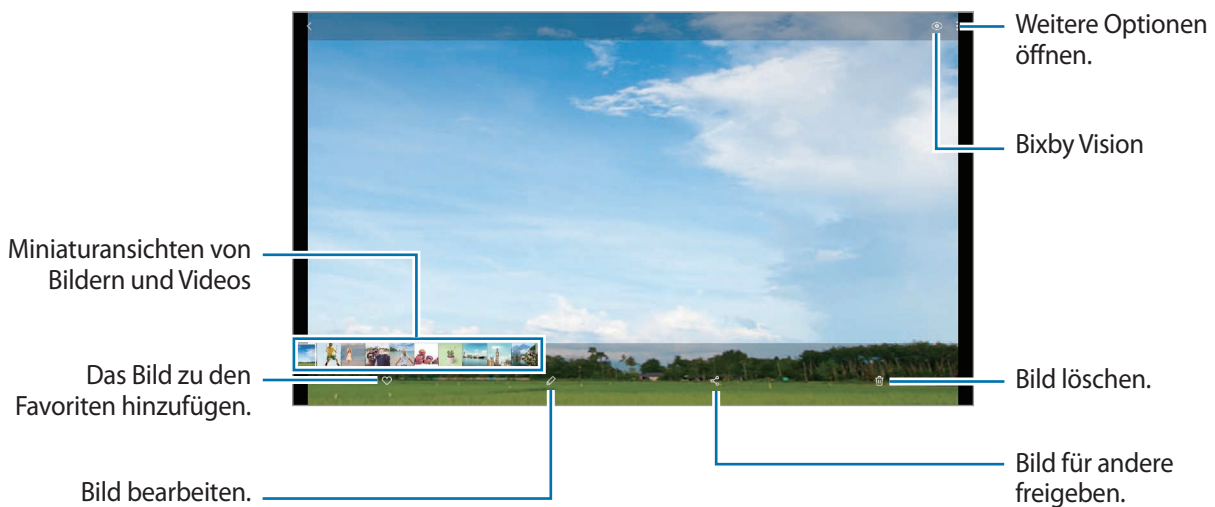 Weitere Optionen
öffnen.
Bixby Vision
Miniaturansichten von
Bildern und Videos
Das Bild zu den
Favoriten hinzufügen.
Bild löschen.
Bild bearbeiten.
Bild für andere
freigeben.